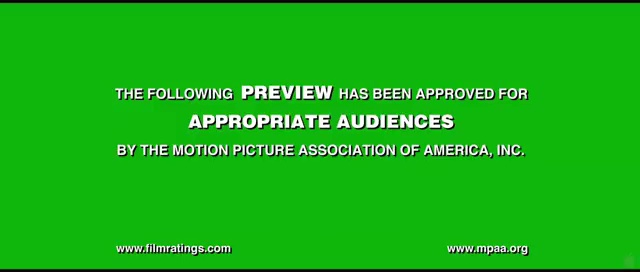 THE FOLLOWING PREVIEW HAS BEEN APPROVED FOR
APPROPRIATE AUDIENCES
BY THE MOTION PICTURE ASSOCIATION OF AMERICA, INC.
www.filmratings.com www.mpaa.org